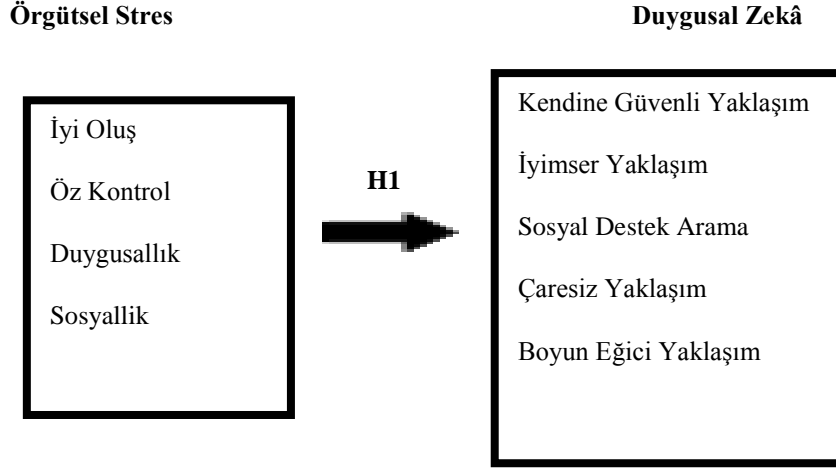 Örgütsel Stres
Duygusal Zekâ
İyi Oluş
Öz Kontrol
Duygusallık
Sosyallik
H1
Kendine Güvenli Yaklaşım
İyimser Yaklaşım
Sosyal Destek Arama
Çaresiz Yaklaşım
Boyun Eğici Yaklaşım